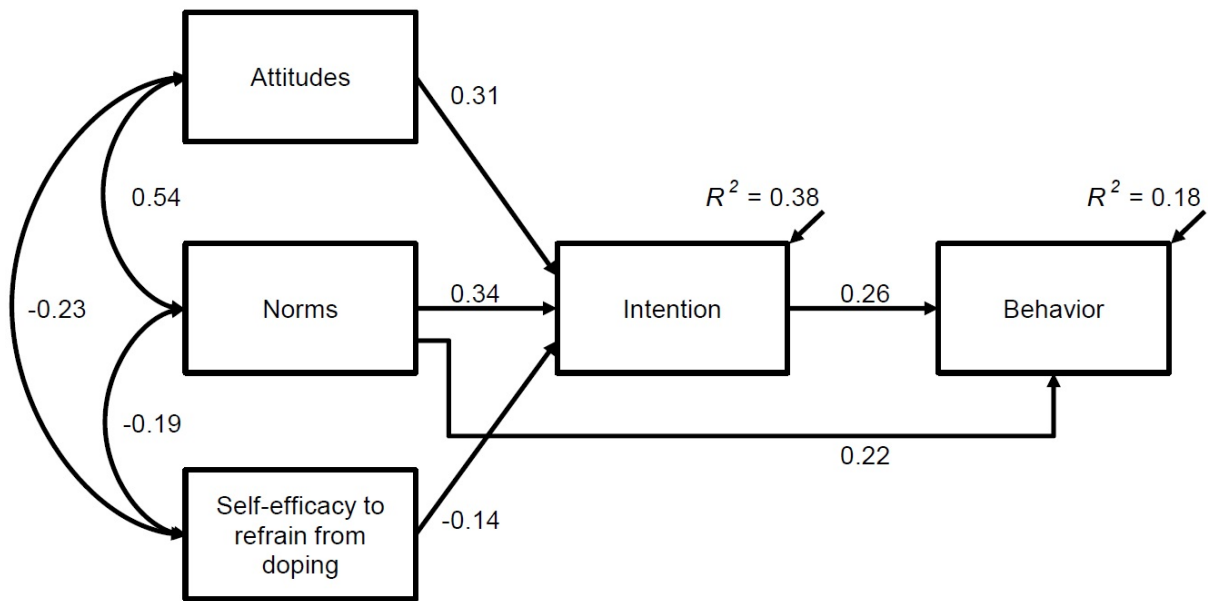 Attitudes
0.31
0.54
R² = 0.38
R² = 0.18
-0.23
Norms
0.34
Intention
0.26
Behavior
-0.19
0.22
Self-efficacy to
refrain from
doping
-0.14